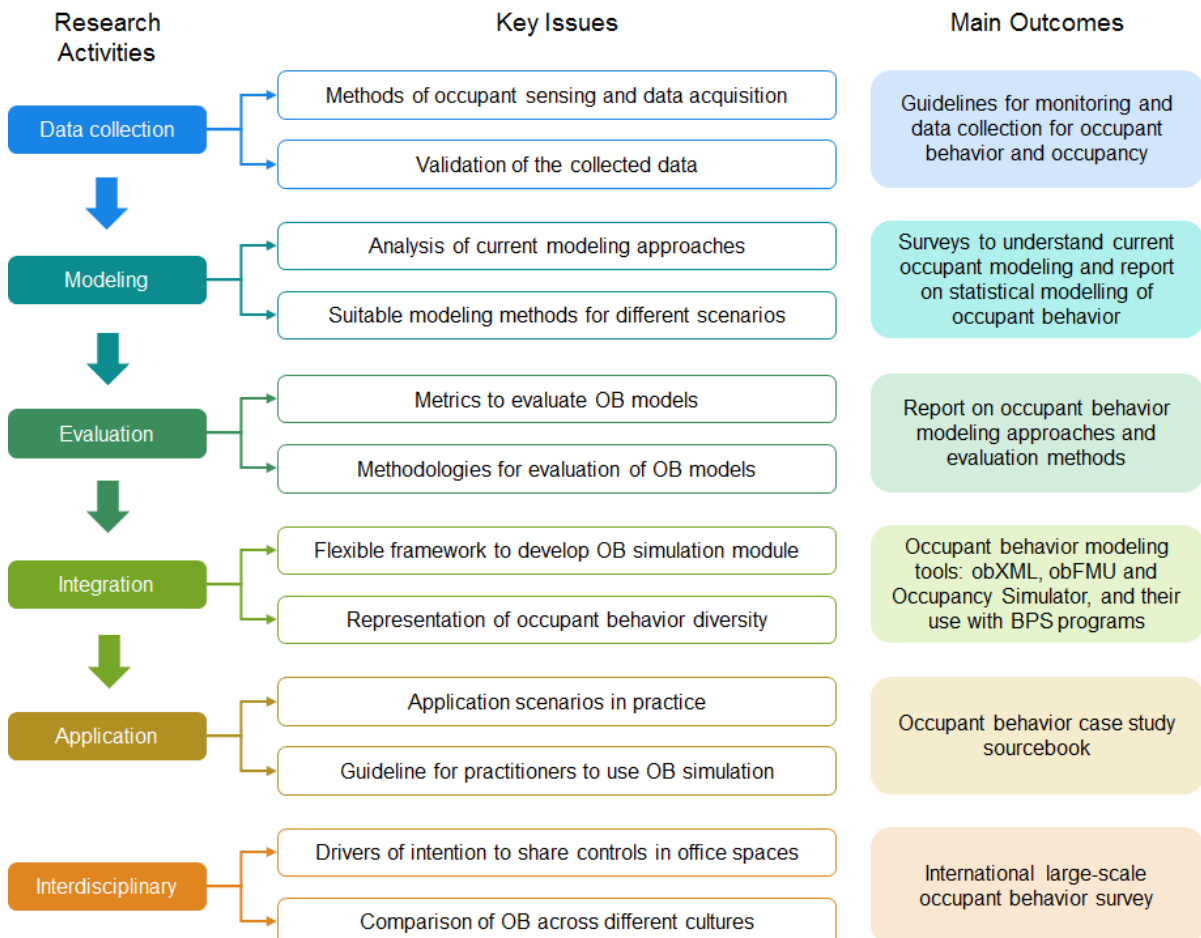 Research
Activities
Key Issues
Main Outcomes
Data collection
Methods of occupant sensing and data acquisition
Validation of the collected data
Guidelines for monitoring and
data collection for occupant
behavior and occupancy
Modeling
Analysis of current modeling approaches
Suitable modeling methods for different scenarios
Surveys to understand current
occupant modeling and report
on statistical modelling of
occupant behavior
Evaluation
Metrics to evaluate OB models
Methodologies for evaluation of OB models
Report on occupant behavior
modeling approaches and
evaluation methods
Integration
Flexible framework to develop OB simulation module
Representation of occupant behavior diversity
Occupant behavior modeling
tools: obXML, obFMU and
Occupancy Simulator, and their
use with BPS programs
Application
Application scenarios in practice
Guideline for practitioners to use OB simulation
Occupant behavior case study
sourcebook
Interdisciplinary
Drivers of intention to share controls in office spaces
Comparison of OB across different cultures
International large-scale
occupant behavior survey